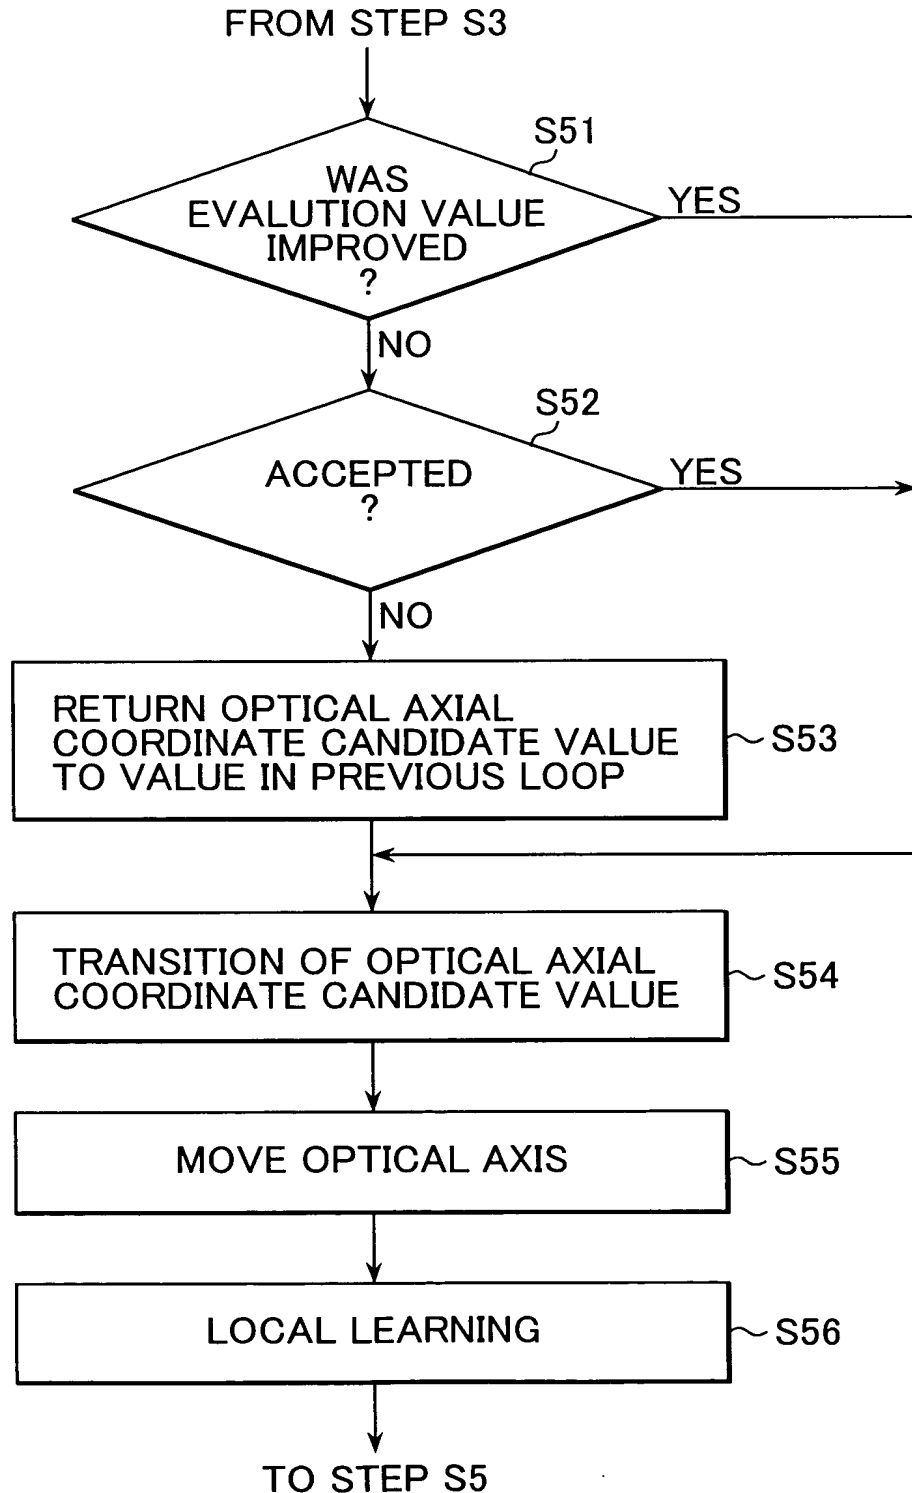 FROM STEP S3
S51
WAS
EVALUTION VALUE
IMPROVED
?
YES
NO
S52
ACCEPTED
?
YES
NO
RETURN OPTICAL AXIAL
COORDINATE CANDIDATE VALUE
TO VALUE IN PREVIOUS LOOP
S53
TRANSITION OF OPTICAL AXIAL
COORDINATE CANDIDATE VALUE
S54
MOVE OPTICAL AXIS
S55
LOCAL LEARNING
S56
TO STEP S5